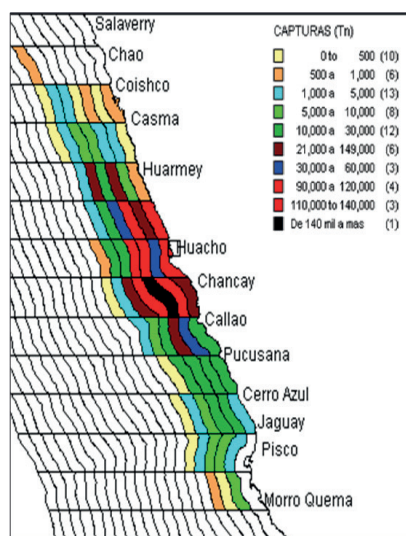 Salaverry
Chao
Coishco
Casma
Huarmey
Huacho
Chancay
Callao
Pucusana
Cerro Azul
Jaguay
Pisco
Morro Quema
CAPTURAS (Tn)
0 to 500 (10)
500 a 1,000 (6)
1,000 a 5,000 (13)
5,000 a 10,000 (8)
10,000 a 30,000 (12)
21,000 a 149,000 (6)
30,000 a 60,000 (3)
90,000 a 120,000 (4)
110,000 to 140,000 (3)
De 140 mil a mas (1)